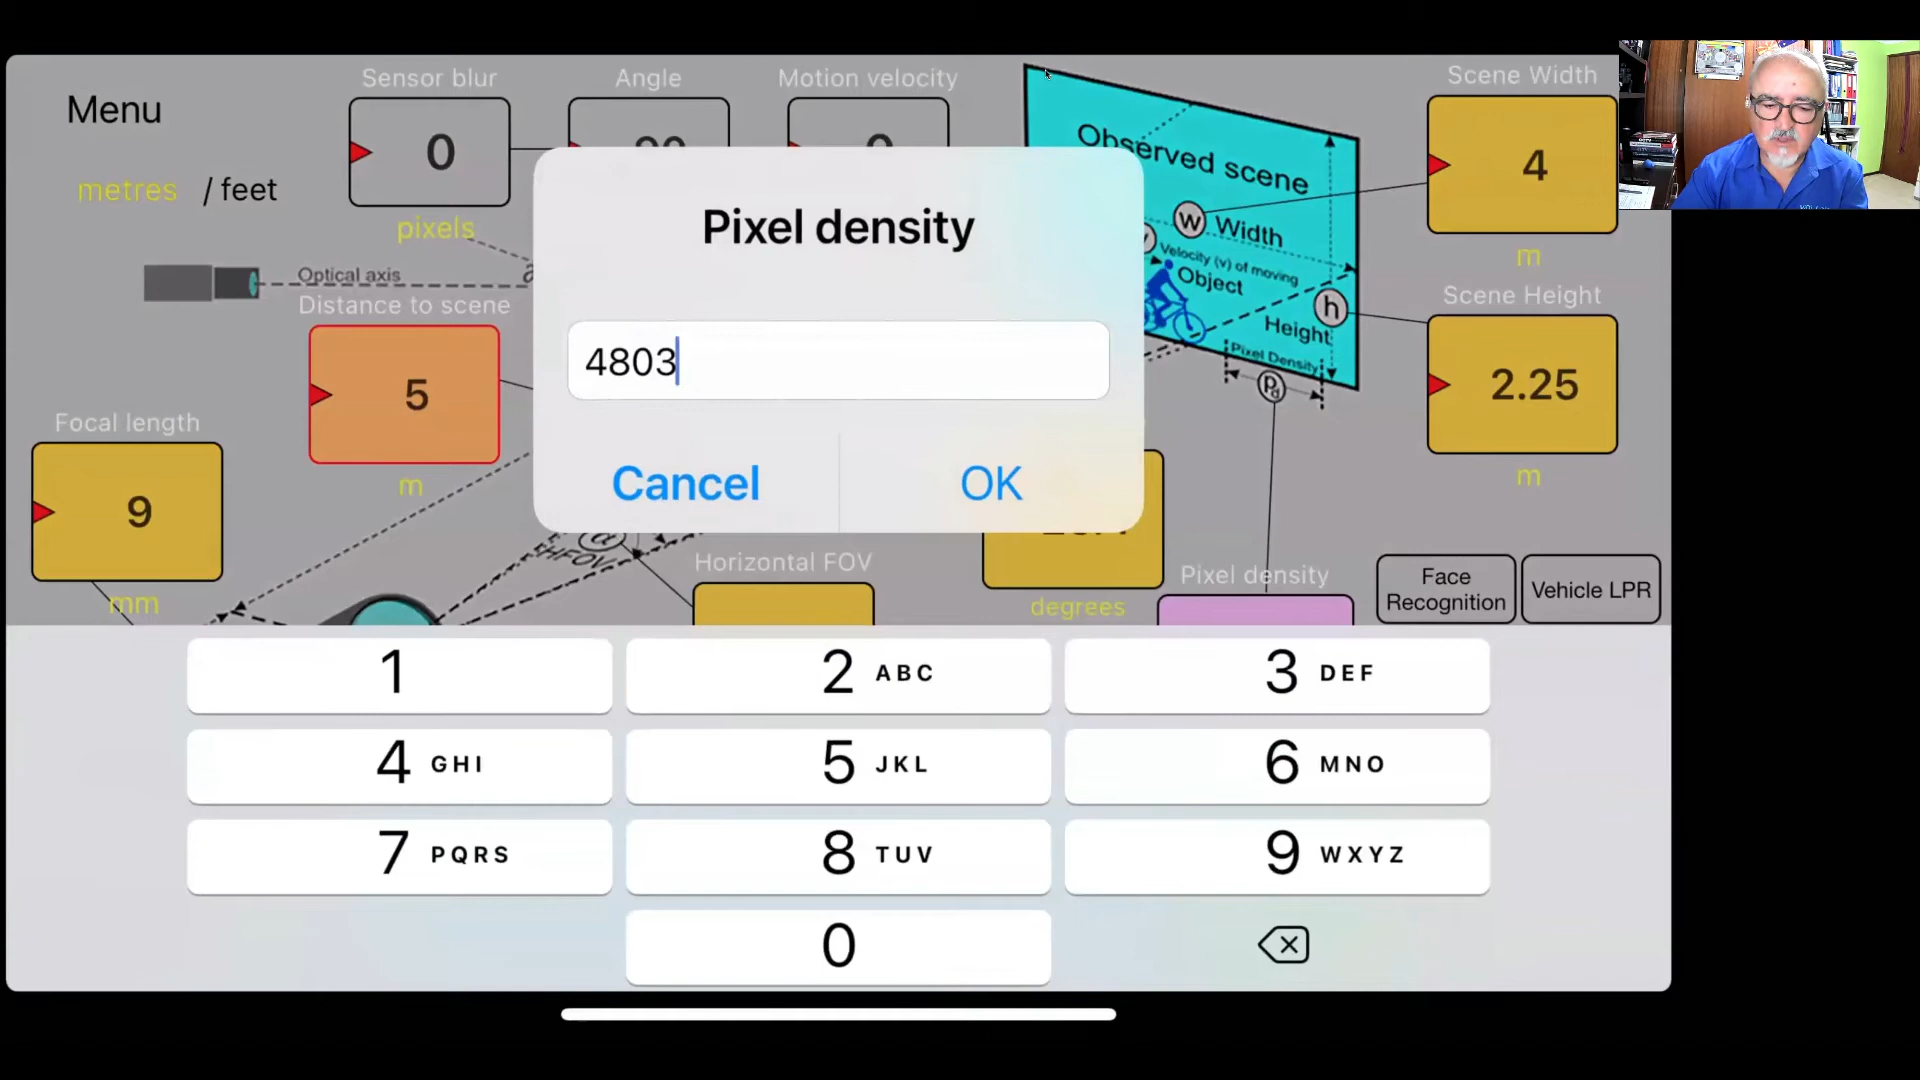 Menu
metres / feet
Sensor blur
0
pixels
Angle
Motion velocity
Optical axis
Distance to scene
5
m
Focal length
9
mm
Pixel density
4803
Cancel
OK
Observed scene
w
Width
Velocity (v) of moving
Object
h
Height
Pixel Density
Pd
Scene Width
4
m
Scene Height
2.25
m
HFOV
Horizontal FOV
degrees
Pixel density
Face
Recognition
Vehicle LPR
1
2 ABC
3 DEF
4 GHI
5 JKL
6 MNO
7 PQRS
8 TUV
9 WXYZ
0